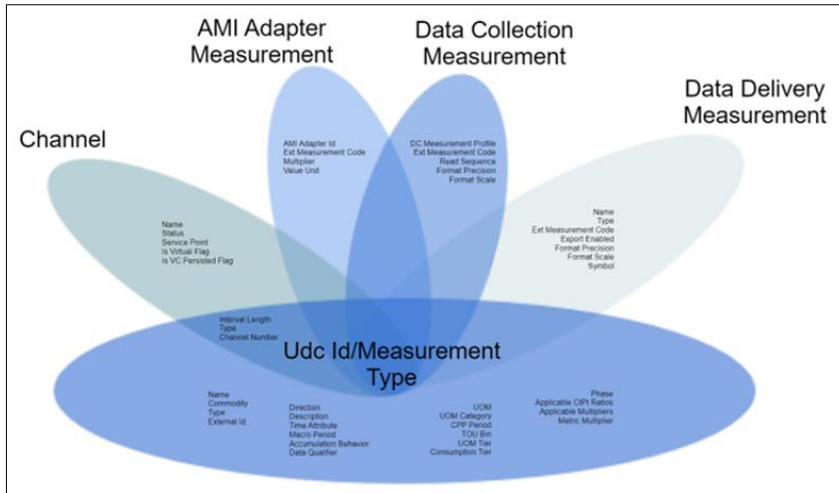 AMI Adapter
Measurement
Data Collection
Measurement
Data Delivery
Measurement
Channel
AMI Adapter Id
Ext Measurement Code
Multiplier
Value Unit
DC Measurement Profile
Ext Measurement Code
Read Sequence
Format Precision
Format Scale
Name
Status
Service Point
Is Virtual Flag
Is VC Persisted Flag
Name
Type
Ext Measurement Code
Export Enabled
Format Precision
Format Scale
Symbol
Interval Length
Type
Channel Number
Udc Id/Measurement
Type
Name
Commodity
Type
External Id
Direction
Description
Time Attribute
Macro Period
Accumulation Behavior
Data Qualifier
UOM
UOM Category
CPP Period
TOU Bin
UOM Tier
Consumption Tier
Phase
Applicable CtPt Ratios
Applicable Multipliers
Metric Multiplier